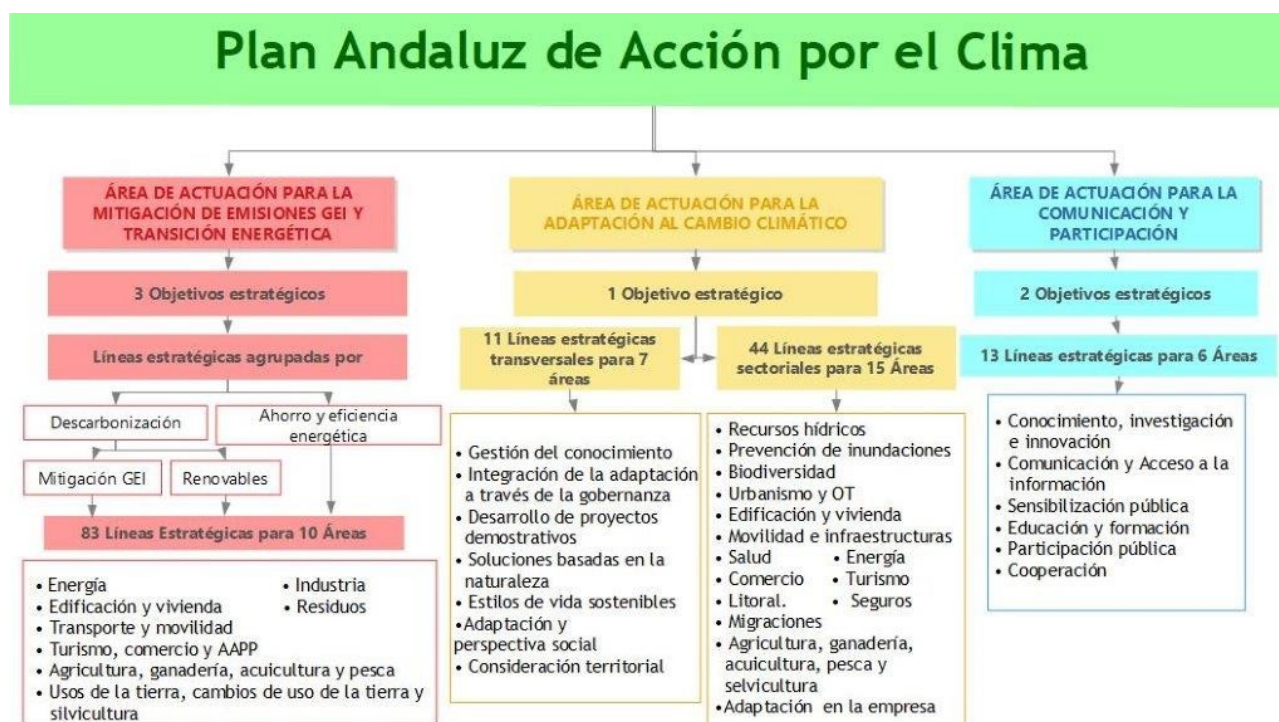 Plan Andaluz de Acción por el Clima
ÁREA DE ACTUACIÓN PARA LA
MITIGACIÓN DE EMISIONES GEI Y
TRANSICIÓN ENERGÉTICA
3 Objetivos estratégicos
Líneas estratégicas agrupadas por
Descarbonización
Ahorro y eficiencia
energética
Mitigación GEI
Renovables
83 Líneas Estratégicas para 10 Áreas
• Energía
• Industria
• Edificación y vivienda
• Residuos
• Transporte y movilidad
• Turismo, comercio y AAPP
• Agricultura, ganadería, acuicultura y pesca
• Usos de la tierra, cambios de uso de la tierra y
silvicultura
ÁREA DE ACTUACIÓN PARA LA
ADAPTACIÓN AL CAMBIO CLIMÁTICO
1 Objetivo estratégico
11 Líneas estratégicas
transversales para 7
áreas
• Gestión del conocimiento
• Integración de la adaptación
a través de la gobernanza
• Desarrollo de proyectos
demostrativos
• Soluciones basadas en la
naturaleza
• Estilos de vida sostenibles
•Adaptación y
perspectiva social
• Consideración territorial
44 Líneas estratégicas
sectoriales para 15 Áreas
• Recursos hídricos
• Prevención de inundaciones
• Biodiversidad
• Urbanismo y OT
• Edificación y vivienda
• Movilidad e infraestructuras
• Salud
• Energía
• Comercio
• Turismo
• Litoral.
• Seguros
• Migraciones
• Agricultura, ganadería,
acuicultura, pesca y
selvicultura
•Adaptación en la empresa
ÁREA DE ACTUACIÓN PARA LA
COMUNICACIÓN Y
PARTICIPACIÓN
2 Objetivos estratégicos
13 Líneas estratégicas para 6 Áreas
• Conocimiento, investigación
e innovación
• Comunicación y Acceso a la
información
• Sensibilización pública
• Educación y formación
• Participación pública
• Cooperación